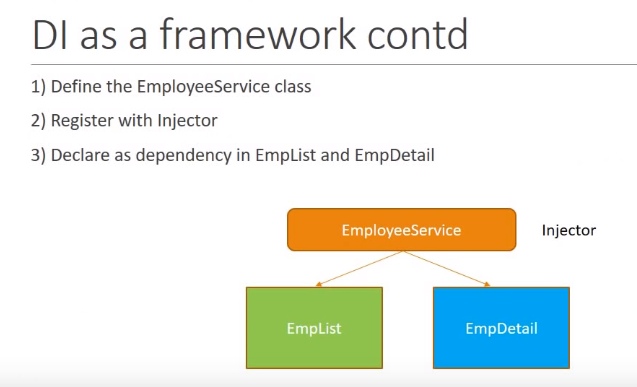 DI as a framework contd
1) Define the EmployeeService class
2) Register with Injector
3) Declare as dependency in EmpList and EmpDetail
EmployeeService
Injector
EmpList
EmpDetail